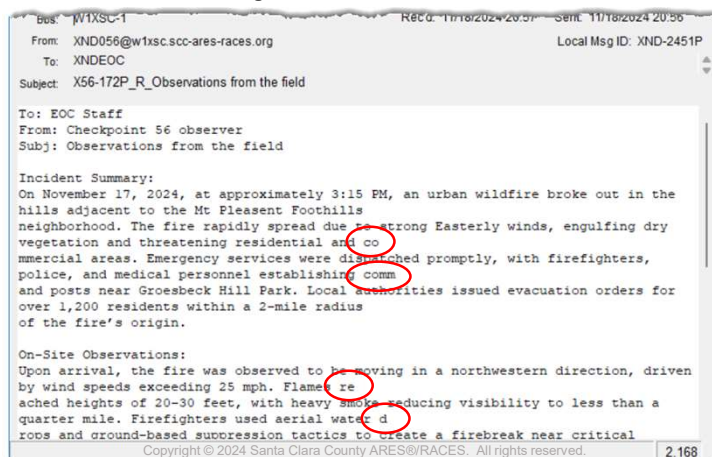 BBS: W1XSC-1 Rec'd: 11/18/2024-20:57 Sent: 11/18/2024 20:56
From: XND056@w1xsc.scc-ares-races.org Local Msg ID: XND-2451P
To: XNDEOC
Subject: X56-172P_R_Observations from the field
To: EOC Staff
From: Checkpoint 56 observer
Subj: Observations from the field
Incident Summary:
On November 17, 2024, at approximately 3:15 PM, an urban wildfire broke out in the
hills adjacent to the Mt Pleasent Foothills
neighborhood. The fire rapidly spread due to strong Easterly winds, engulfing dry
vegetation and threatening residential and co
mmercial areas. Emergency services were dispatched promptly, with firefighters,
police, and medical personnel establishing comm
and posts near Groesbeck Hill Park. Local authorities issued evacuation orders for
over 1,200 residents within a 2-mile radius
of the fire's origin.
On-Site Observations:
Upon arrival, the fire was observed to be moving in a northwestern direction, driven
by wind speeds exceeding 25 mph. Flames re
ached heights of 20-30 feet, with heavy smoke reducing visibility to less than a
quarter mile. Firefighters used aerial water d
rops and ground-based suppression tactics to create a firebreak near critical
Copyright © 2024 Santa Clara County ARES®/RACES. All rights reserved. 2,168